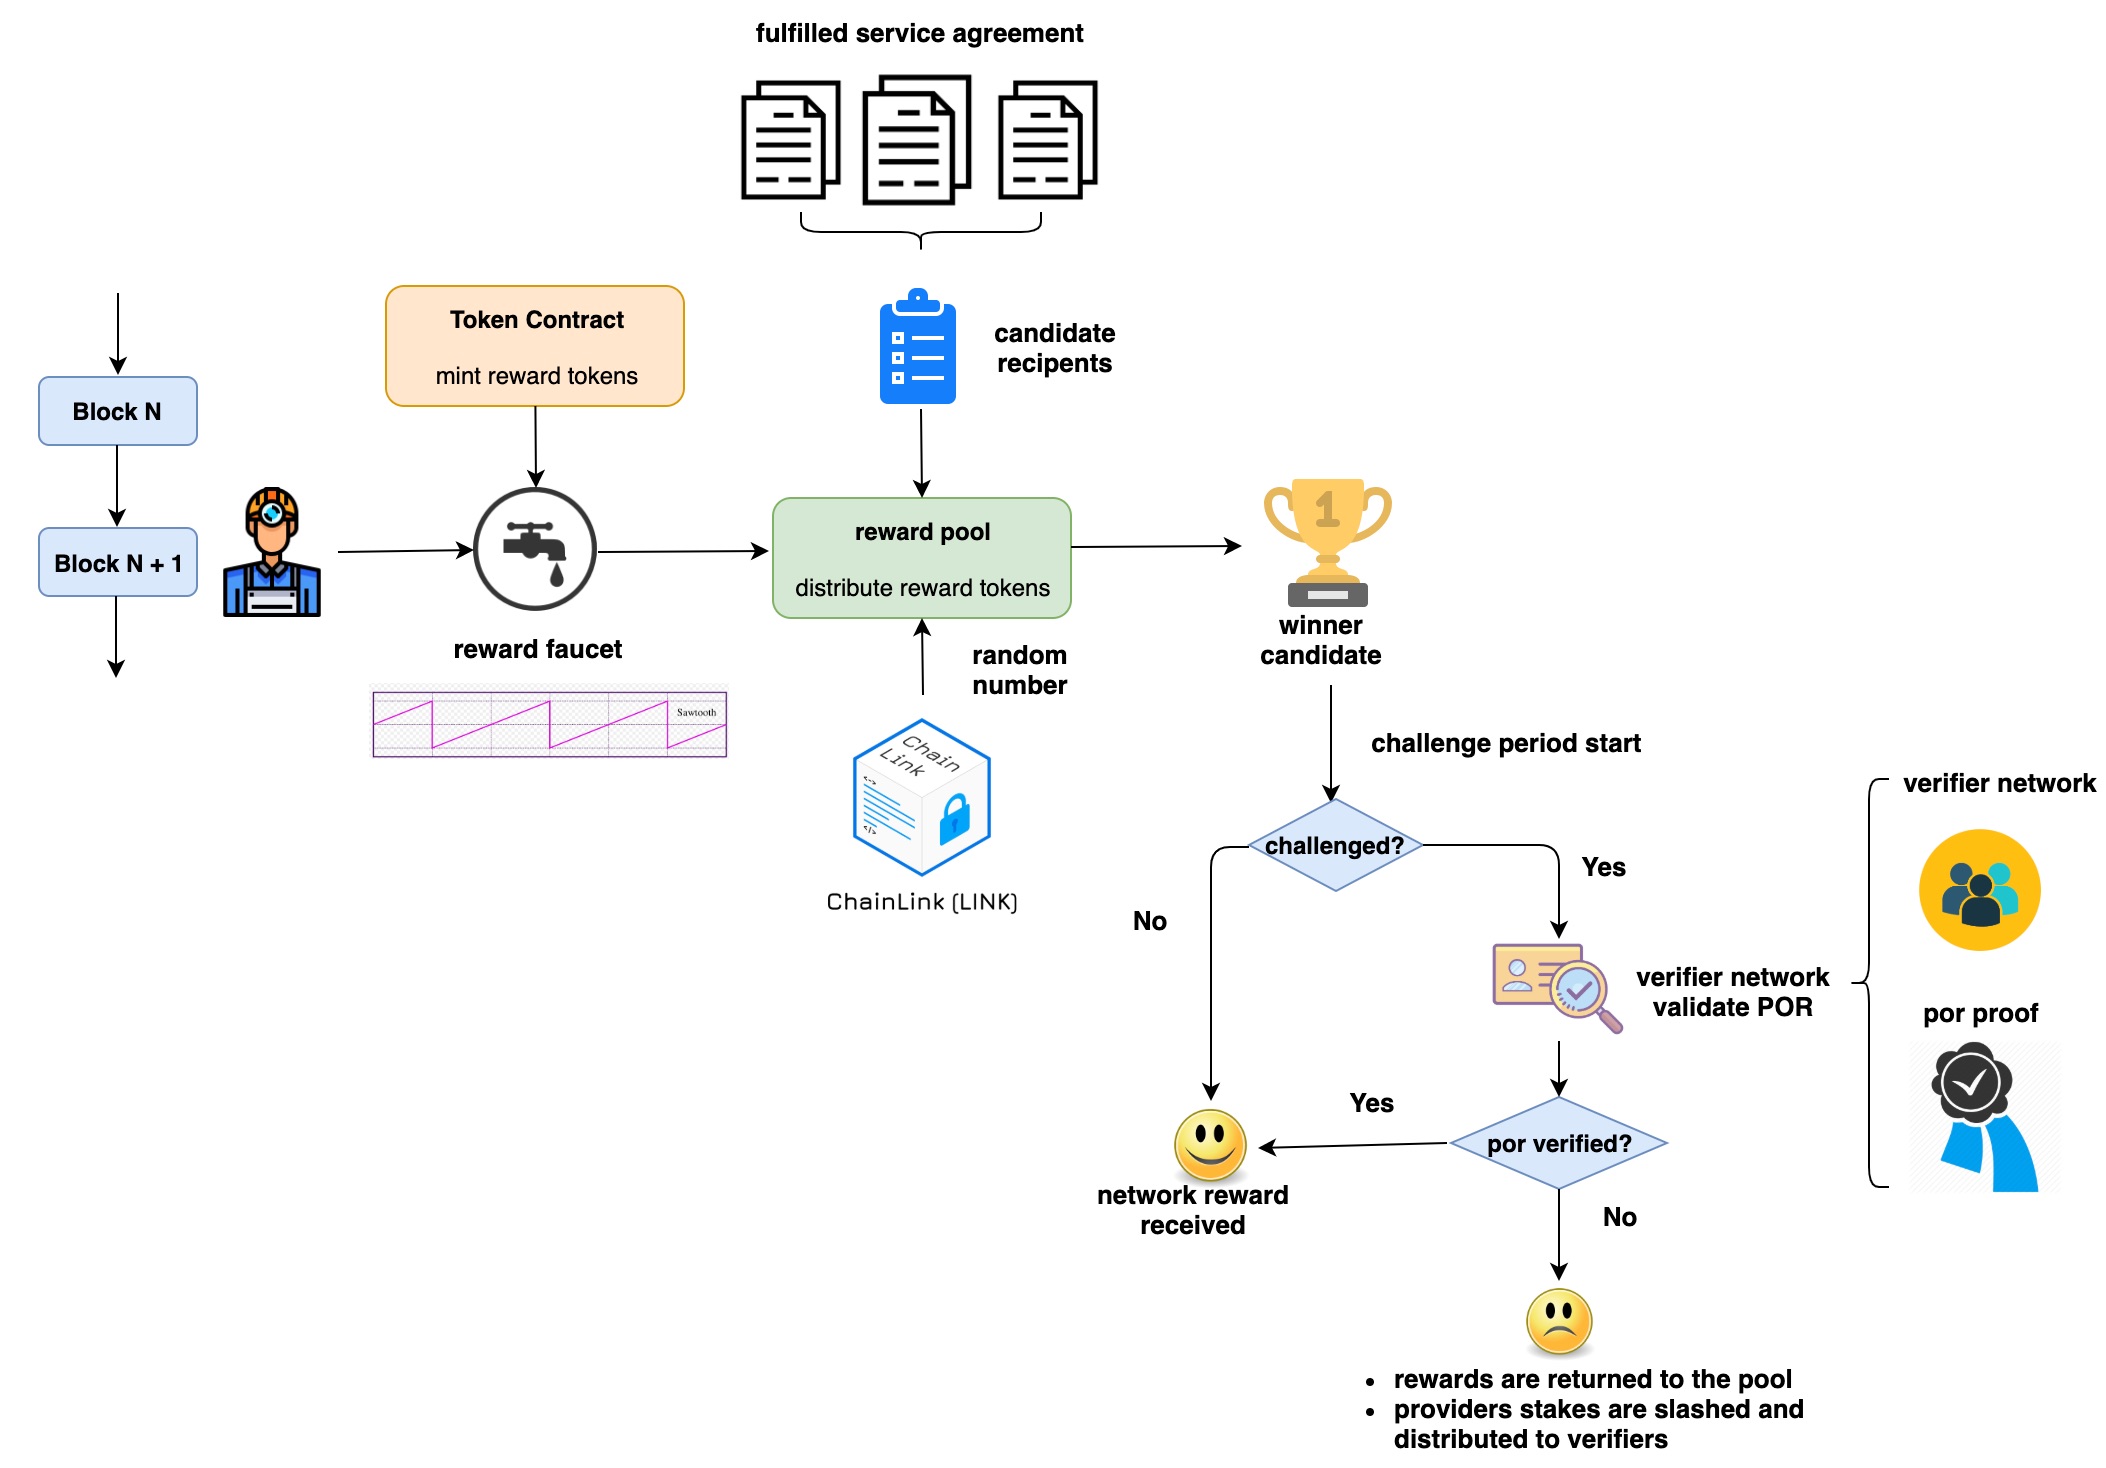 fulfilled service agreement
Token Contract
mint reward tokens
candidate
recipents
Block N
Block N + 1
reward faucet
Sawtooth
reward pool
distribute reward tokens
random
number
Chain
Link
<-->
</>
ChainLink (LINK)
1
winner
candidate
challenge period start
challenged?
Yes
No
verifier network
validate POR
verifier network
por proof
por verified?
Yes
No
network reward
received
• rewards are returned to the pool
• providers stakes are slashed and
distributed to verifiers